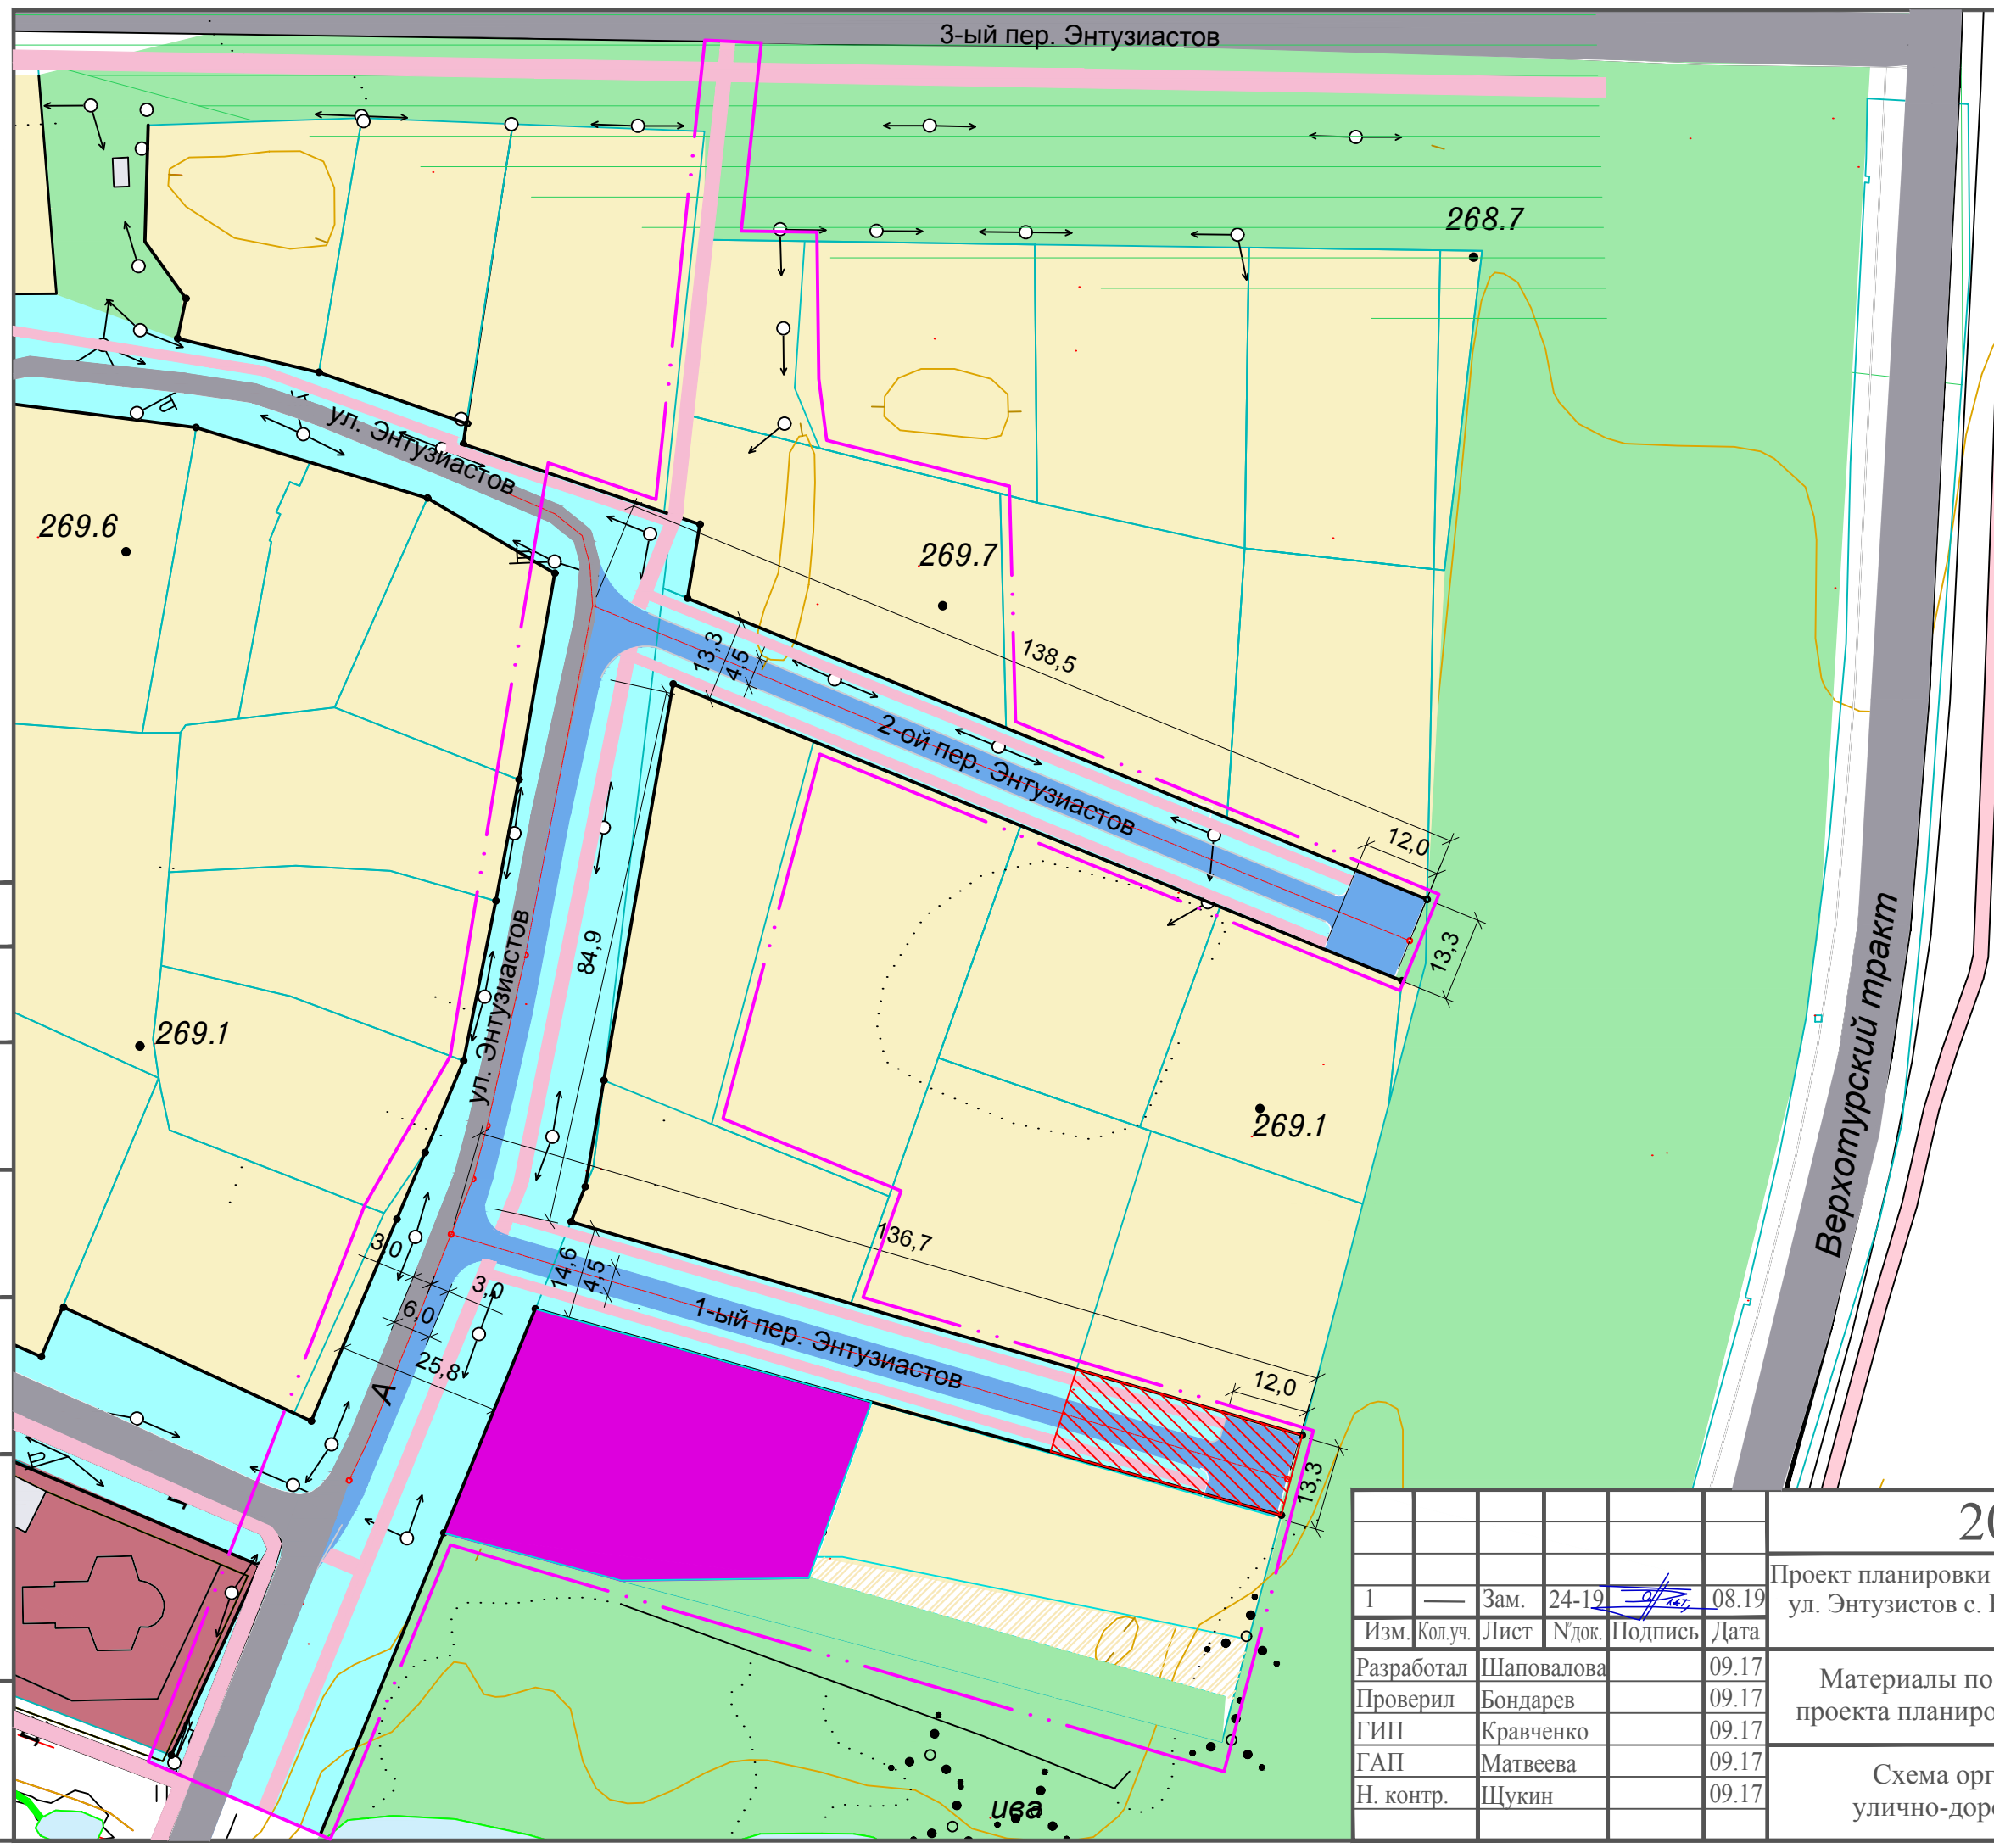 3-ый пер. Энтузиастов
268.7
ул. Энтузиастов
269.6
269.7
13,3
4,5
138,5
2-ой пер. Энтузиастов
12,0
13,3
84,9
ул. Энтузиастов
269.1
269.1
Верхотурский тракт
136,7
3,0
3,0
6,0
14,6
4,5
25,8
А
1-ый пер. Энтузиастов
12,0
13,3
ива
20
1 — Зам. 24-19 08.19
Изм. Кол.уч. Лист №док. Подпись Дата
Проект планировки
ул. Энтузистов с.
Разработал Шаповалова 09.17
Проверил Бондарев 09.17
ГИП Кравченко 09.17
ГАП Матвеева 09.17
Н. контр. Щукин 09.17
Материалы по
проекта планиро
Схема орг
улично-доро